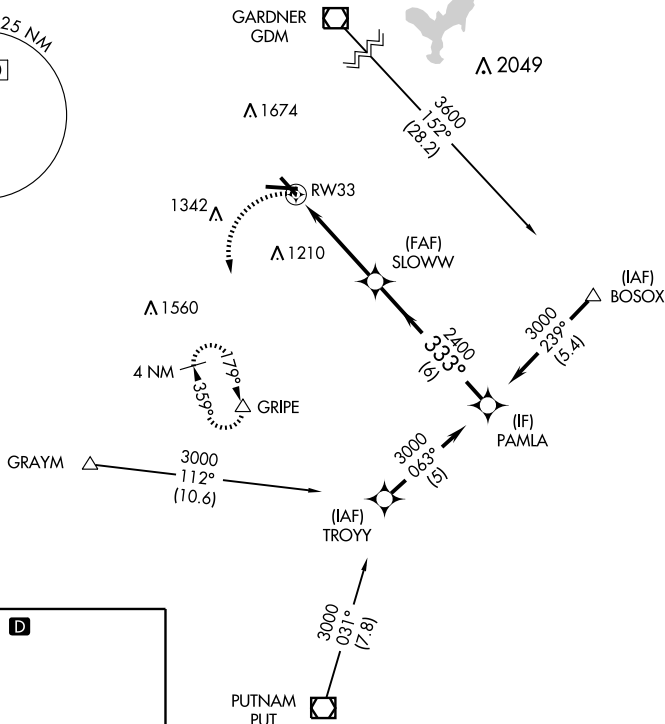 25 NM
GARDNER
GDM
2049
3600
152°
(28.2)
1674
RW33
1342
1210
(FAF)
SLOWW
(IAF)
BOSOX
3000
239°
(5.4)
1560
2400
333°
(6)
4 NM
179°
359°
GRIPE
(IF)
PAMLA
GRAYM
3000
112°
(10.6)
3000
063°
(5)
(IAF)
TROYY
D
3000
031°
(7.8)
PUTNAM
PUT